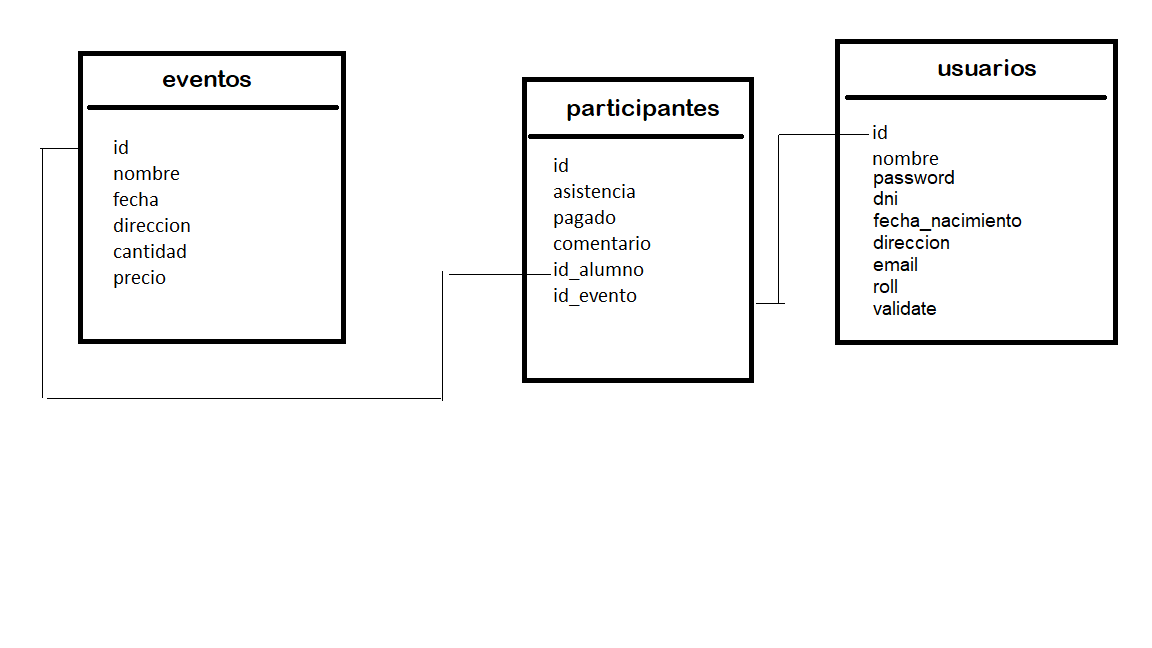 eventos
id
nombre
fecha
direccion
cantidad
precio
participantes
id
asistencia
pagado
comentario
id_alumno
id_evento
usuarios
id
nombre
password
dni
fecha_nacimiento
direccion
email
roll
validate